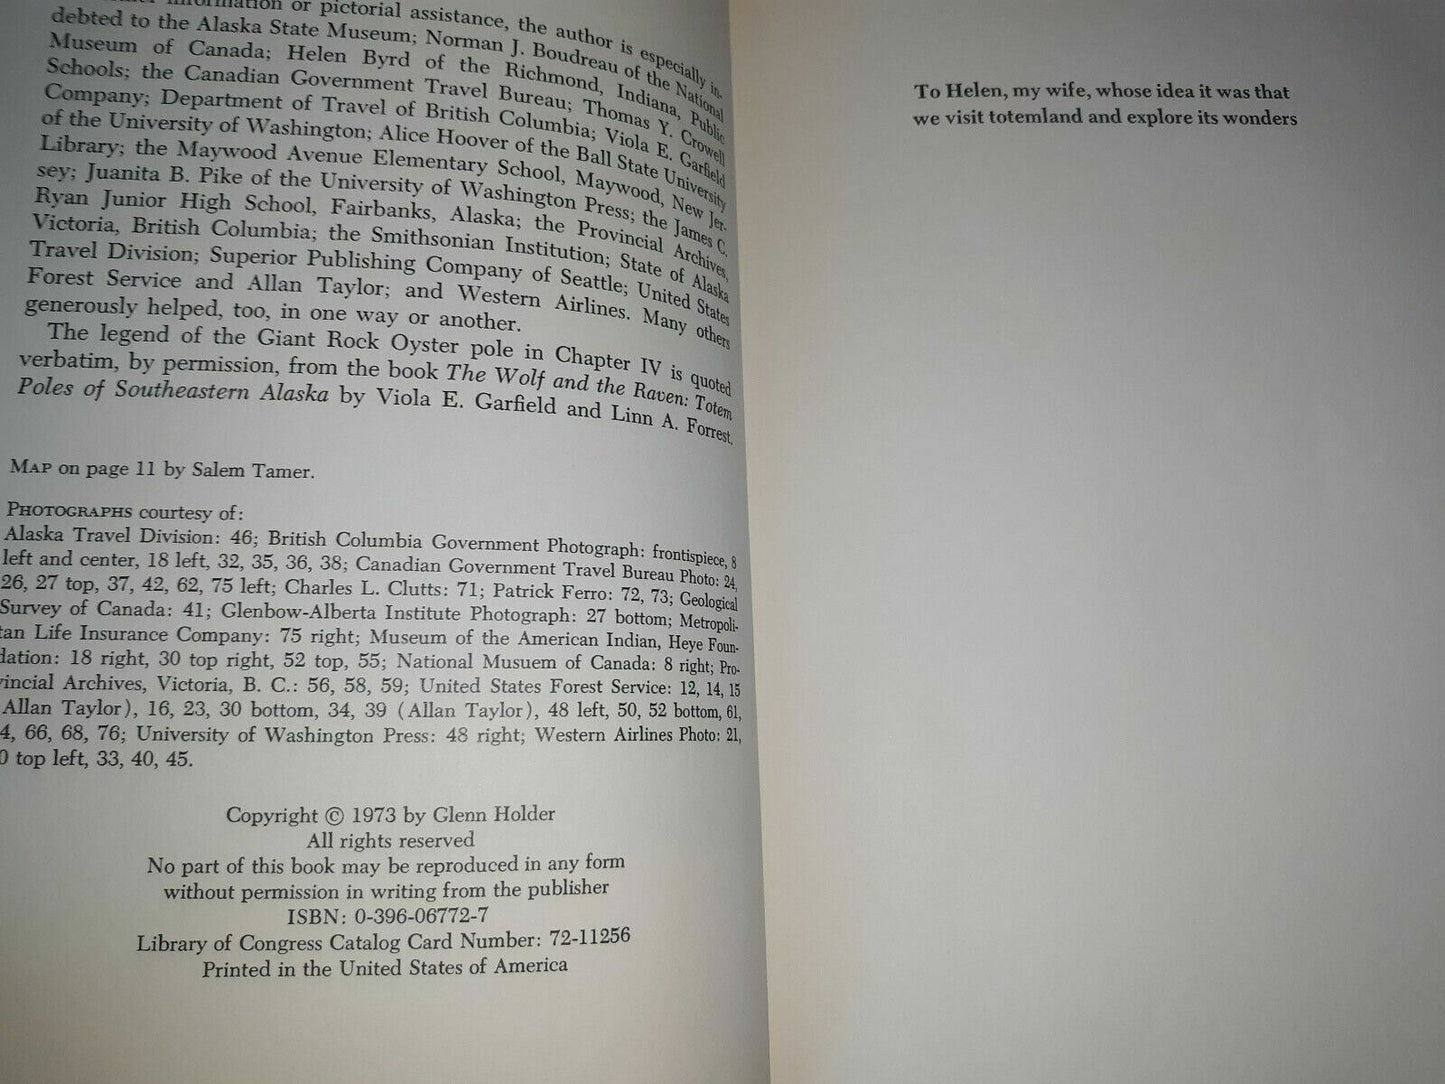 information or pictorial assistance, the author is especially in-
debted to the Alaska State Museum; Norman J. Boudreau of the National
Museum of Canada; Helen Byrd of the Richmond, Indiana, Public
Schools; the Canadian Government Travel Bureau; Thomas Y. Crowell
Company; Department of Travel of British Columbia; Viola E. Garfield
of the University of Washington; Alice Hoover of the Ball State University
Library; the Maywood Avenue Elementary School, Maywood, New Jer-
sey; Juanita B. Pike of the University of Washington Press; the James C.
Ryan Junior High School, Fairbanks, Alaska; the Provincial Archives,
Victoria, British Columbia; the Smithsonian Institution; State of Alaska
Travel Division; Superior Publishing Company of Seattle; United States
Forest Service and Allan Taylor; and Western Airlines. Many others
generously helped, too, in one way or another.
The legend of the Giant Rock Oyster pole in Chapter IV is quoted
verbatim, by permission, from the book The Wolf and the Raven: Totem
Poles of Southeastern Alaska by Viola E. Garfield and Linn A. Forrest.
MAP on page 11 by Salem Tamer.
PHOTOGRAPHS courtesy of:
Alaska Travel Division: 46; British Columbia Government Photograph: frontispiece, 8
left and center, 18 left, 32, 35, 36, 38; Canadian Government Travel Bureau Photo: 24,
26, 27 top, 37, 42, 62, 75 left; Charles L. Clutts: 71; Patrick Ferro: 72, 73; Geological
Survey of Canada: 41; Glenbow-Alberta Institute Photograph: 27 bottom; Metropoli-
tan Life Insurance Company: 75 right; Museum of the American Indian, Heye Foun-
dation: 18 right, 30 top right, 52 top, 55; National Musuem of Canada: 8 right; Pro-
vincial Archives, Victoria, B. C.: 56, 58, 59; United States Forest Service: 12, 14, 15
Allan Taylor), 16, 23, 30 bottom, 34, 39 (Allan Taylor), 48 left, 50, 52 bottom, 61,
4, 66, 68, 76; University of Washington Press: 48 right; Western Airlines Photo: 21,
0 top left, 33, 40, 45.
Copyright © 1973 by Glenn Holder
All rights reserved
No part of this book may be reproduced in any form
without permission in writing from the publisher
ISBN: 0-396-06772-7
Library of Congress Catalog Card Number: 72-11256
Printed in the United States of America
To Helen, my wife, whose idea it was that
we visit totemland and explore its wonders